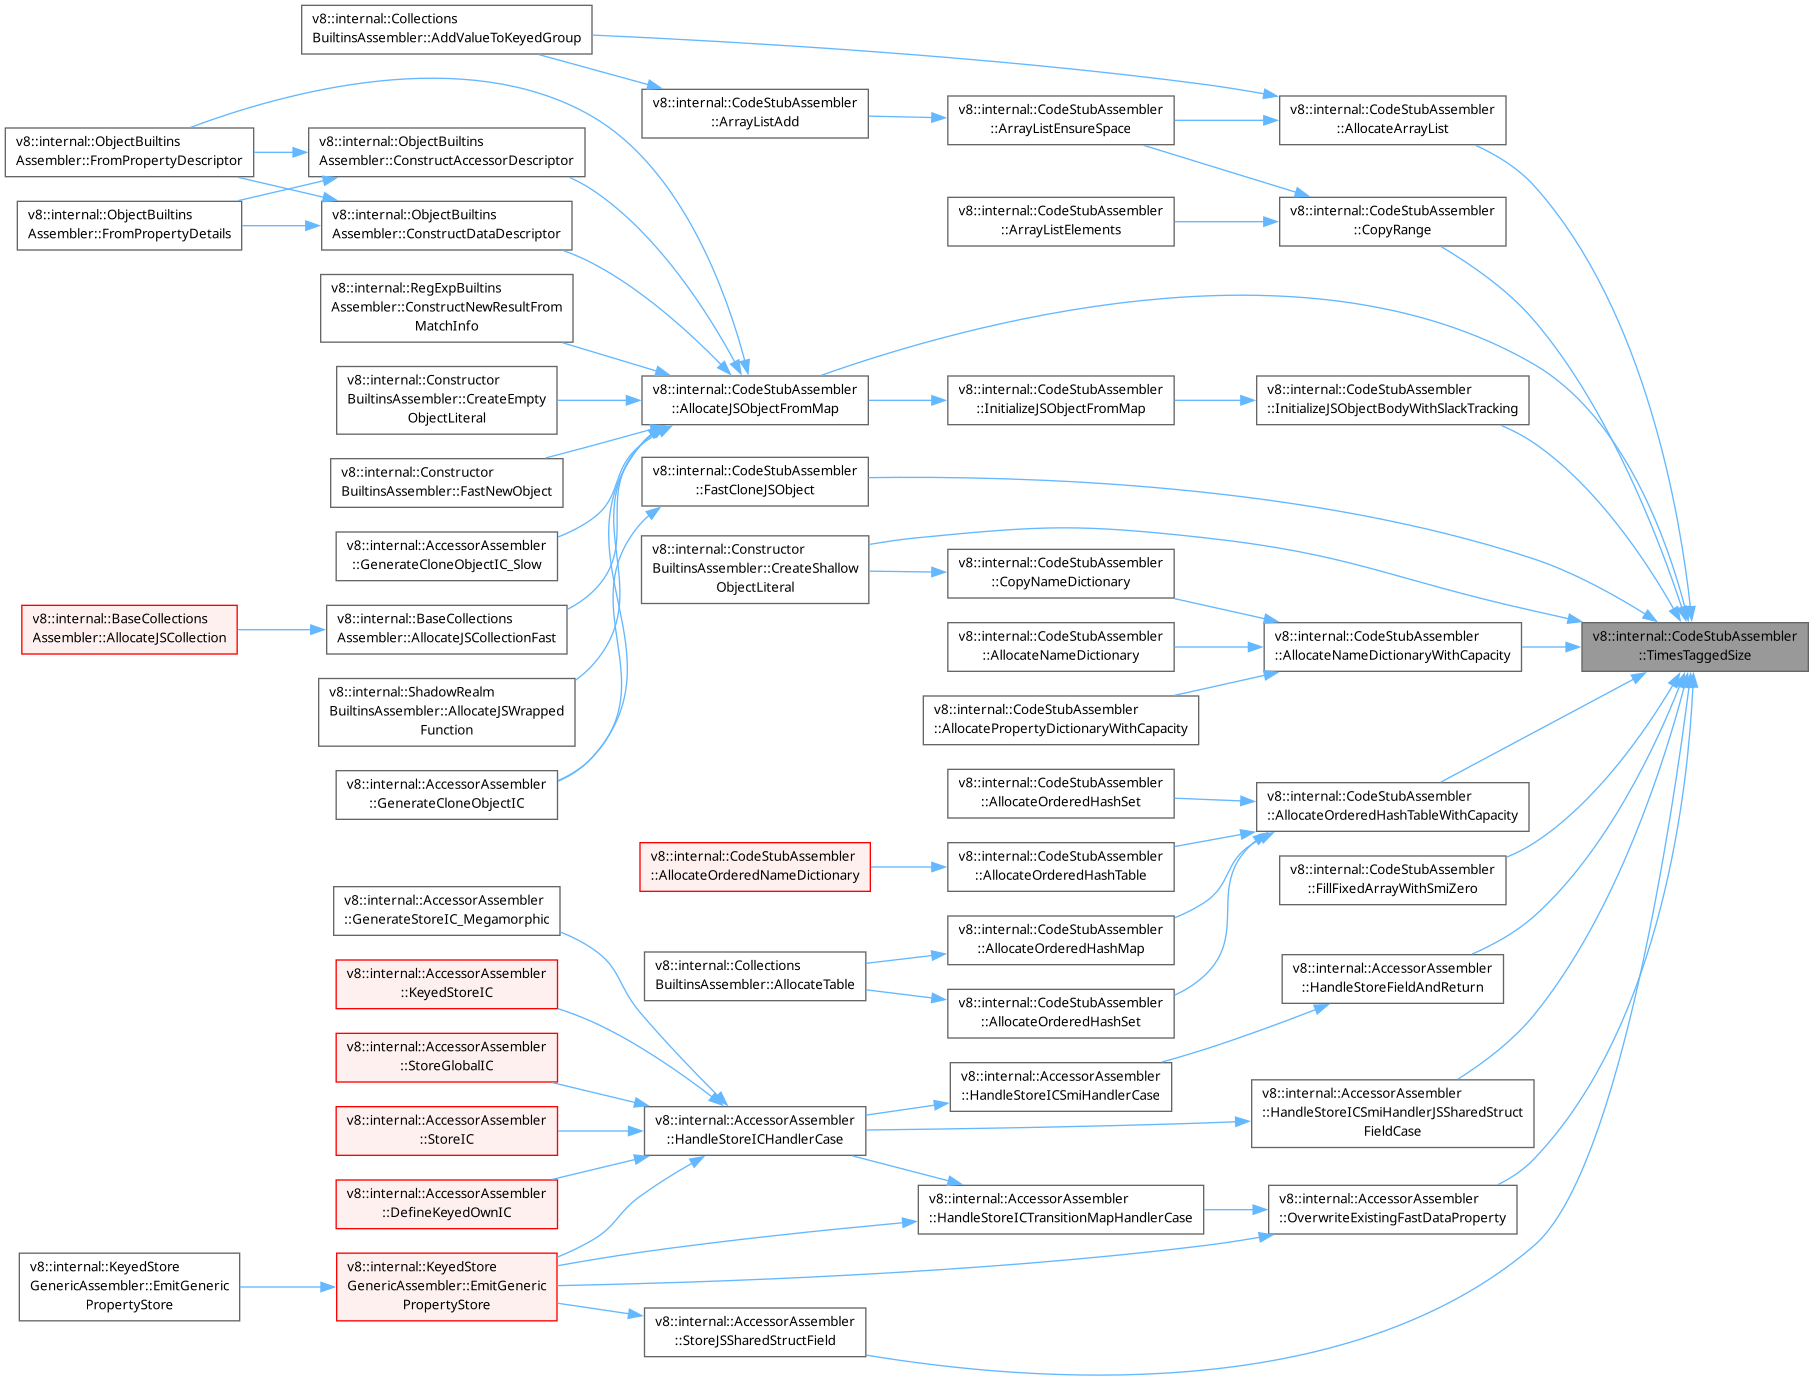 v8::internal::Collections
BuiltinsAssembler::AddValueToKeyedGroup
v8::internal::CodeStubAssembler
::ArrayListAdd
v8::internal::CodeStubAssembler
::ArrayListEnsureSpace
v8::internal::CodeStubAssembler
::AllocateArrayList
v8::internal::ObjectBuiltins
Assembler::FromPropertyDescriptor
v8::internal::ObjectBuiltins
Assembler::ConstructAccessorDescriptor
v8::internal::ObjectBuiltins
Assembler::FromPropertyDetails
v8::internal::ObjectBuiltins
Assembler::ConstructDataDescriptor
v8::internal::CodeStubAssembler
::ArrayListElements
v8::internal::CodeStubAssembler
::CopyRange
v8::internal::RegExpBuiltins
Assembler::ConstructNewResultFrom
MatchInfo
v8::internal::Constructor
BuiltinsAssembler::CreateEmpty
ObjectLiteral
v8::internal::CodeStubAssembler
::AllocateJSObjectFromMap
v8::internal::CodeStubAssembler
::InitializeJSObjectFromMap
v8::internal::CodeStubAssembler
::InitializeJSObjectBodyWithSlackTracking
v8::internal::Constructor
BuiltinsAssembler::FastNewObject
v8::internal::CodeStubAssembler
::FastCloneJSObject
v8::internal::AccessorAssembler
::GenerateCloneObjectIC_Slow
v8::internal::Constructor
BuiltinsAssembler::CreateShallow
ObjectLiteral
v8::internal::CodeStubAssembler
::CopyNameDictionary
v8::internal::BaseCollections
Assembler::AllocateJSCollection
v8::internal::BaseCollections
Assembler::AllocateJSCollectionFast
v8::internal::CodeStubAssembler
::AllocateNameDictionary
v8::internal::CodeStubAssembler
::AllocateNameDictionaryWithCapacity
v8::internal::CodeStubAssembler
::TimesTaggedSize
v8::internal::ShadowRealm
BuiltinsAssembler::AllocateJSWrapped
Function
v8::internal::CodeStubAssembler
::AllocatePropertyDictionaryWithCapacity
v8::internal::AccessorAssembler
::GenerateCloneObjectIC
v8::internal::CodeStubAssembler
::AllocateOrderedHashSet
v8::internal::CodeStubAssembler
::AllocateOrderedHashTableWithCapacity
v8::internal::CodeStubAssembler
::AllocateOrderedNameDictionary
v8::internal::CodeStubAssembler
::AllocateOrderedHashTable
v8::internal::CodeStubAssembler
::FillFixedArrayWithSmiZero
v8::internal::AccessorAssembler
::GenerateStoreIC_Megamorphic
v8::internal::CodeStubAssembler
::AllocateOrderedHashMap
v8::internal::AccessorAssembler
::KeyedStoreIC
v8::internal::Collections
BuiltinsAssembler::AllocateTable
v8::internal::CodeStubAssembler
::AllocateOrderedHashSet
v8::internal::AccessorAssembler
::HandleStoreFieldAndReturn
v8::internal::AccessorAssembler
::StoreGlobalIC
v8::internal::AccessorAssembler
::HandleStoreICSmiHandlerCase
v8::internal::AccessorAssembler
::HandleStoreICSmiHandlerJSSharedStruct
FieldCase
v8::internal::AccessorAssembler
::StoreIC
v8::internal::AccessorAssembler
::HandleStoreICHandlerCase
v8::internal::AccessorAssembler
::DefineKeyedOwnIC
v8::internal::AccessorAssembler
::HandleStoreICTransitionMapHandlerCase
v8::internal::AccessorAssembler
::OverwriteExistingFastDataProperty
v8::internal::KeyedStore
GenericAssembler::EmitGeneric
PropertyStore
v8::internal::KeyedStore
GenericAssembler::EmitGeneric
PropertyStore
v8::internal::AccessorAssembler
::StoreJSSharedStructField